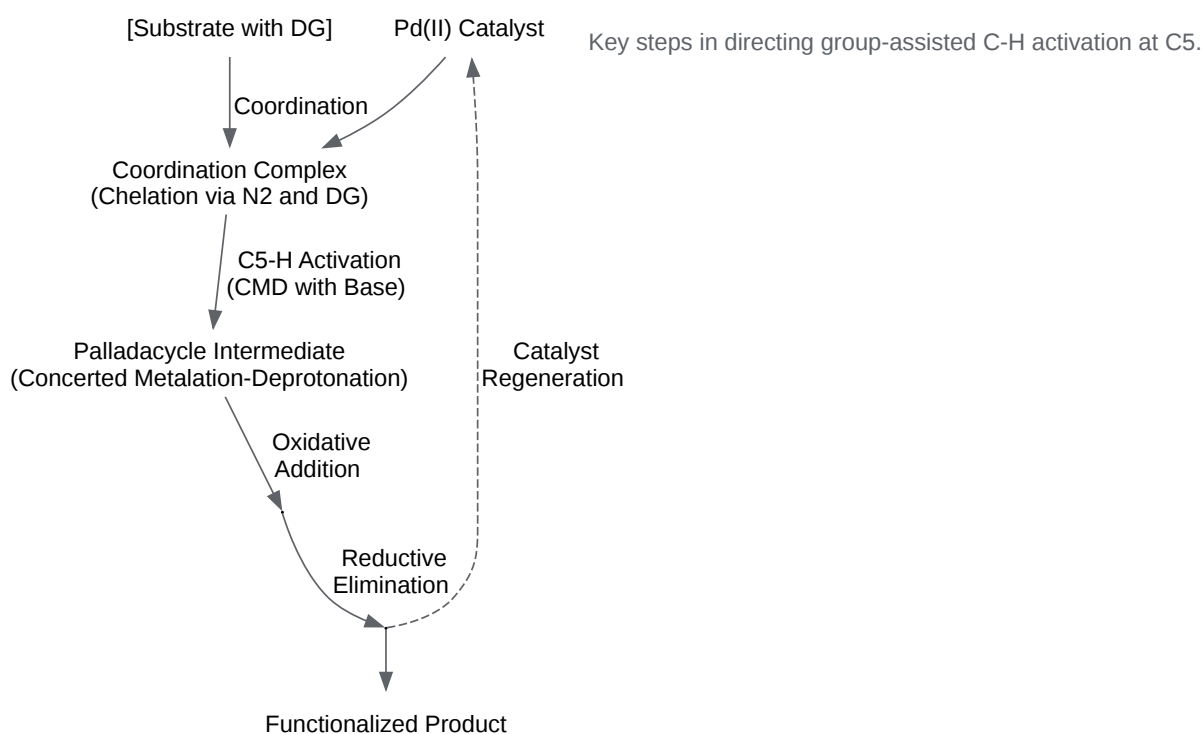 [Substrate with DG]
Pd(II) Catalyst
Key steps in directing group-assisted C-H activation at C5.
Coordination
Coordination Complex
(Chelation via N2 and DG)
C5-H Activation
(CMD with Base)
Palladacycle Intermediate
(Concerted Metalation-Deprotonation)
Catalyst
Regeneration
Oxidative
Addition
Reductive
Elimination
Functionalized Product